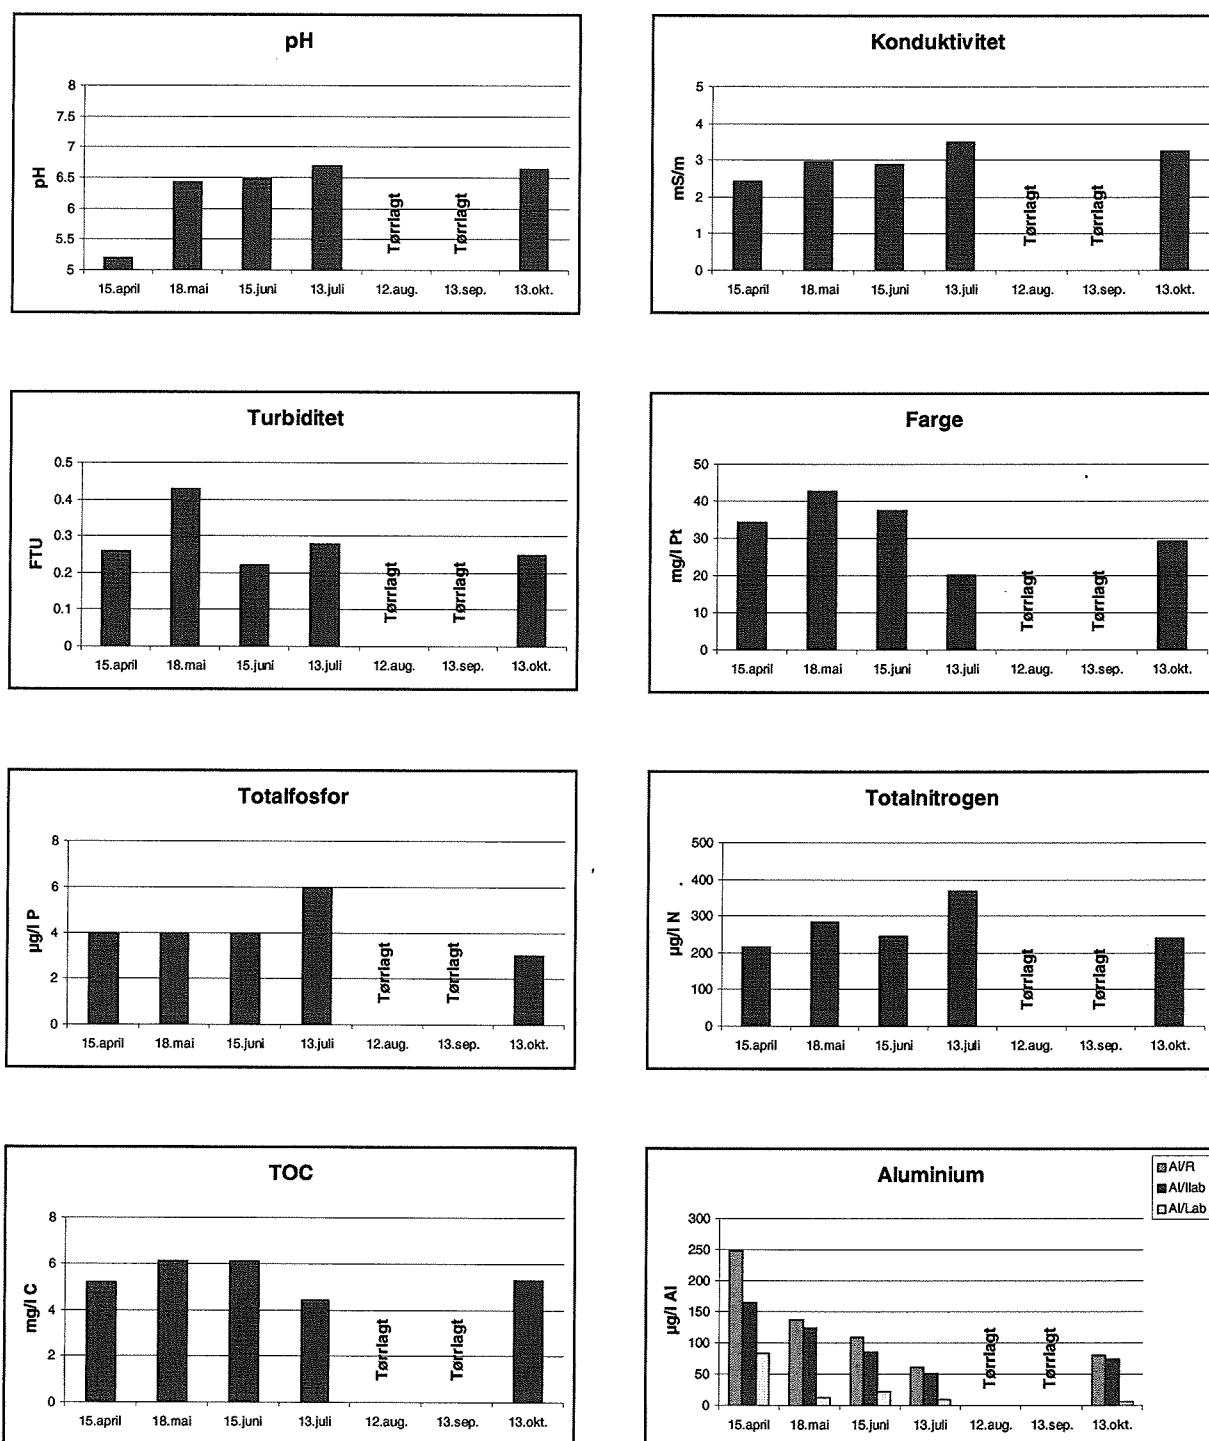 pH
8
7.5
7
6.5
6
5.5
5
pH
Tørrlagt
Tørrlagt
15.april 18.mai 15.juni 13.juli 12.aug. 13.sep. 13.okt.
Konduktivitet
5
4
3
2
1
0
mS/m
Tørrlagt
Tørrlagt
15.april 18.mai 15.juni 13.juli 12.aug. 13.sep. 13.okt.
Turbiditet
0.5
0.4
0.3
0.2
0.1
0
FTU
Tørrlagt
Tørrlagt
15.april 18.mai 15.juni 13.juli 12.aug. 13.sep. 13.okt.
Farge
50
40
30
20
10
0
mg/l Pt
Tørrlagt
Tørrlagt
15.april 18.mai 15.juni 13.juli 12.aug. 13.sep. 13.okt.
Totalfosfor
8
6
4
2
0
µg/l P
Tørrlagt
Tørrlagt
15.april 18.mai 15.juni 13.juli 12.aug. 13.sep. 13.okt.
Totalnitrogen
500
400
300
200
100
0
µg/l N
Tørrlagt
Tørrlagt
15.april 18.mai 15.juni 13.juli 12.aug. 13.sep. 13.okt.
TOC
8
6
4
2
0
mg/l C
Tørrlagt
Tørrlagt
15.april 18.mai 15.juni 13.juli 12.aug. 13.sep. 13.okt.
Aluminium
Al/R
Al/Ilab
Al/Lab
300
250
200
150
100
50
0
µg/l Al
Tørrlagt
Tørrlagt
15.april 18.mai 15.juni 13.juli 12.aug. 13.sep. 13.okt.